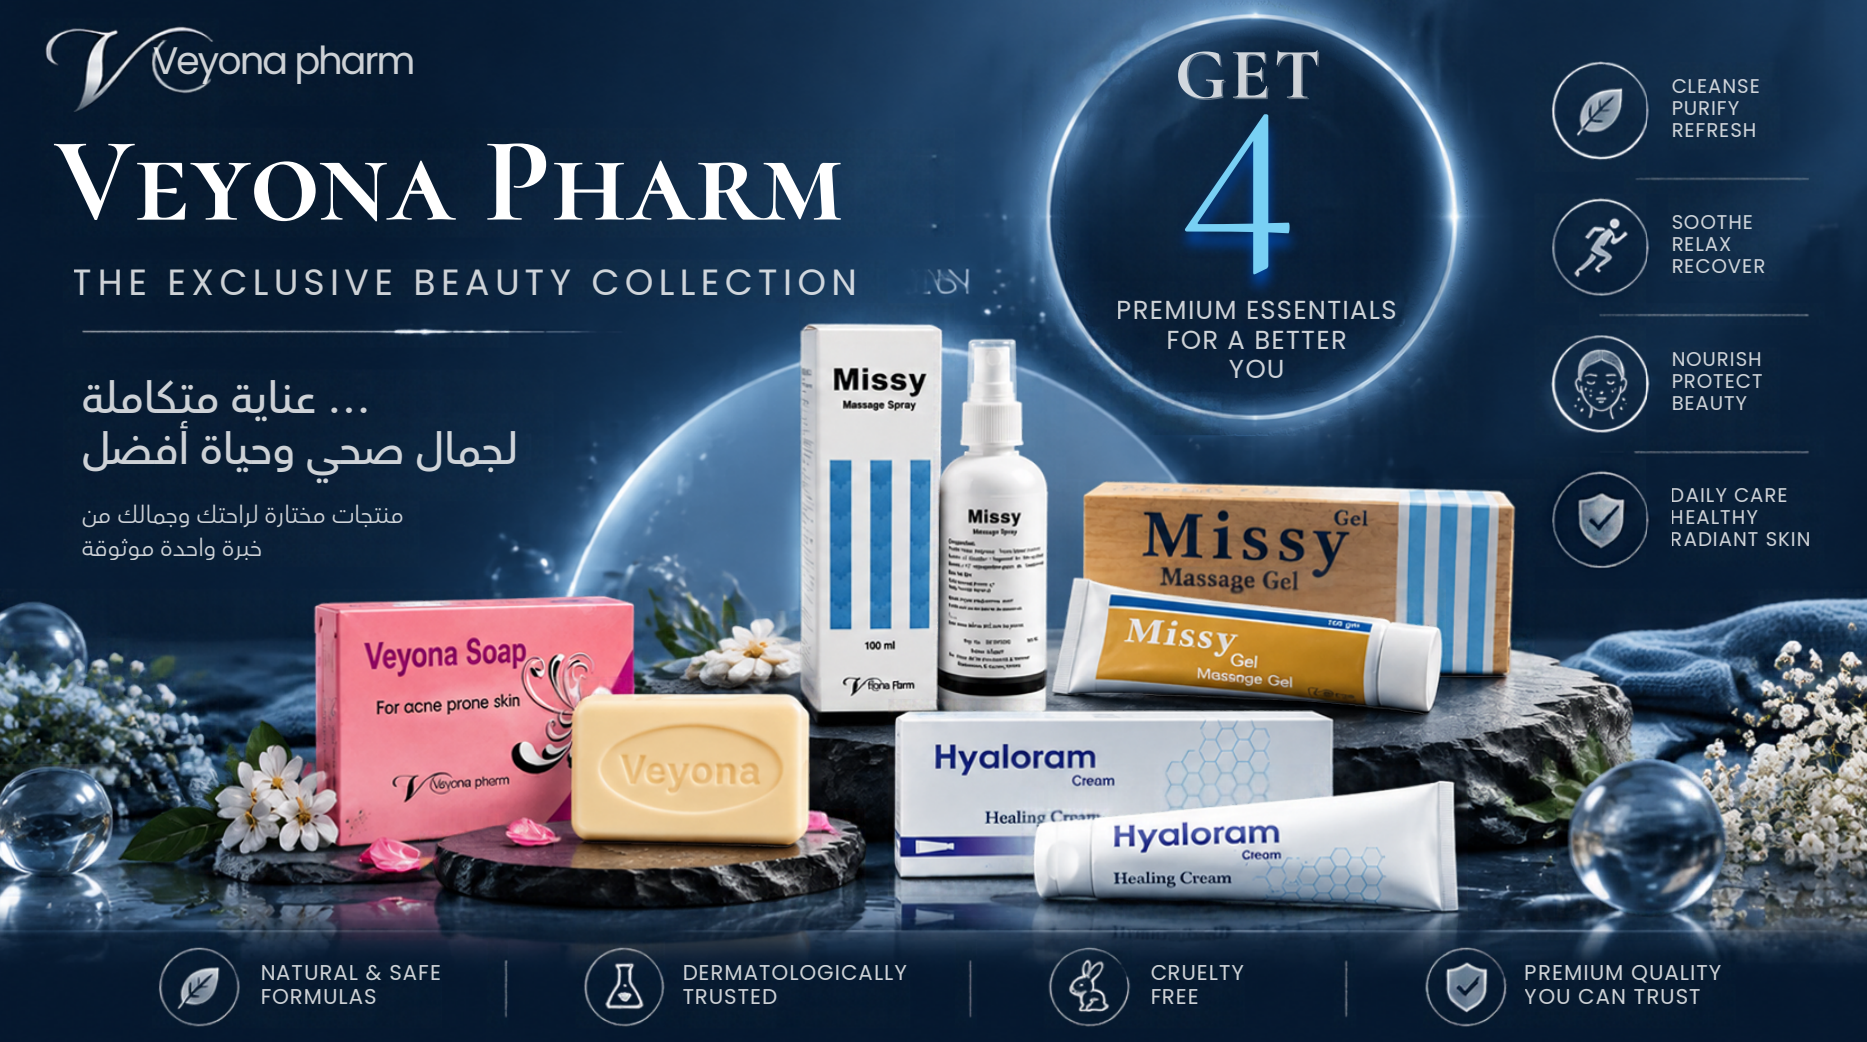 Veyona pharm
VEYONA PHARM
THE EXCLUSIVE BEAUTY COLLECTION
عناية متكاملة ...
لجمال صحي وحياة أفضل
منتجات مختارة لراحتك وجمالك من
خبرة واحدة موثوقة
GET
4
PREMIUM ESSENTIALS
FOR A BETTER
YOU
CLEANSE
PURIFY
REFRESH
SOOTHE
RELAX
RECOVER
NOURISH
PROTECT
BEAUTY
DAILY CARE
HEALTHY
RADIANT SKIN
Veyona Soap
For acne prone skin
Veyona pherm
Veyona
Missy
Massage Spray
100 ml
Missy
Massage Spray
Missy Gel
Massage Gel
Missy
Gel
Massage Gel
Hyaloram
Cream
Healing Cream
Hyaloram
Cream
Healing Cream
NATURAL & SAFE
FORMULAS
DERMATOLOGICALLY
TRUSTED
CRUELTY
FREE
PREMIUM QUALITY
YOU CAN TRUST